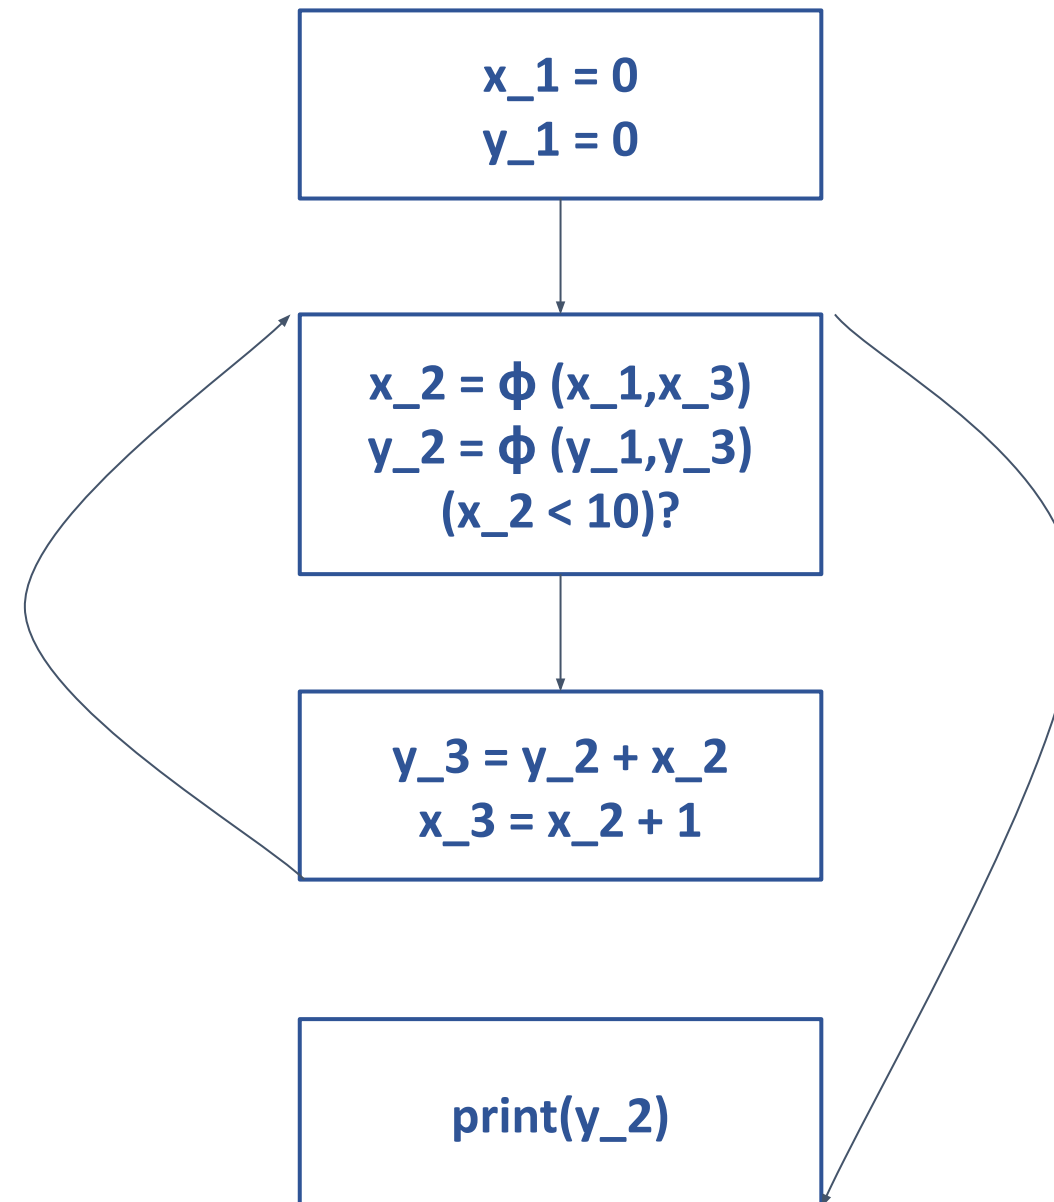 x_1 = 0
y_1 = 0
x_2 = ϕ (x_1,x_3)
y_2 = ϕ (y_1,y_3)
(x_2 < 10)?
y_3 = y_2 + x_2
x_3 = x_2 + 1
print(y_2)